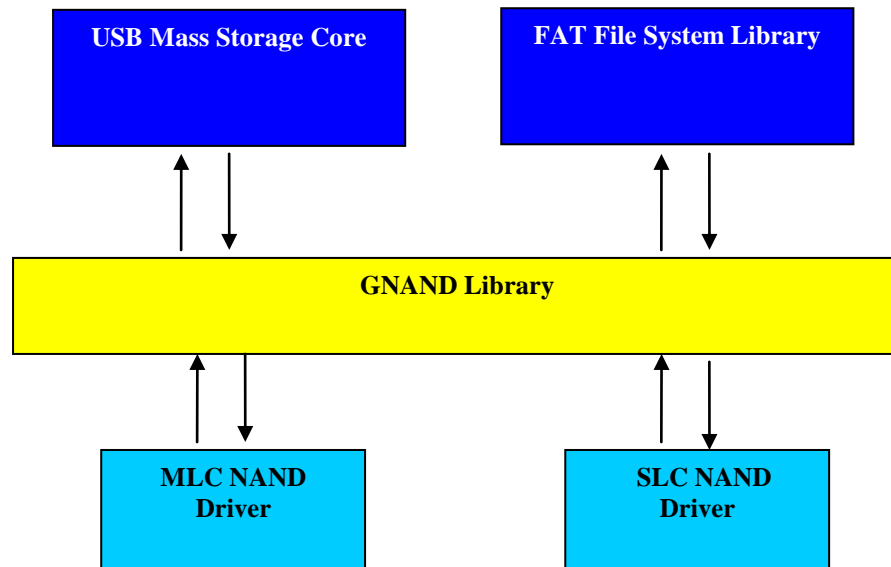 USB Mass Storage Core
FAT File System Library
GNAND Library
MLC NAND
Driver
SLC NAND
Driver